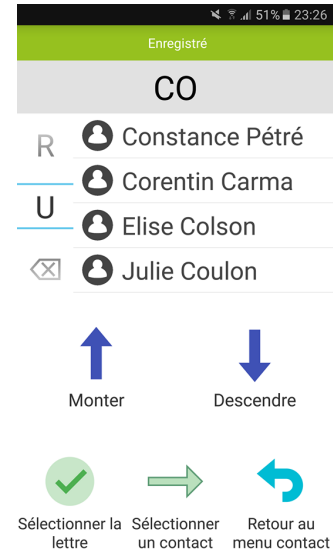 51% 23:26
Enregistré
CO
R
U
Constance Pétré
Corentin Carma
Elise Colson
Julie Coulon
Monter
Descendre
Sélectionner la
lettre
Sélectionner
un contact
Retour au
menu contact